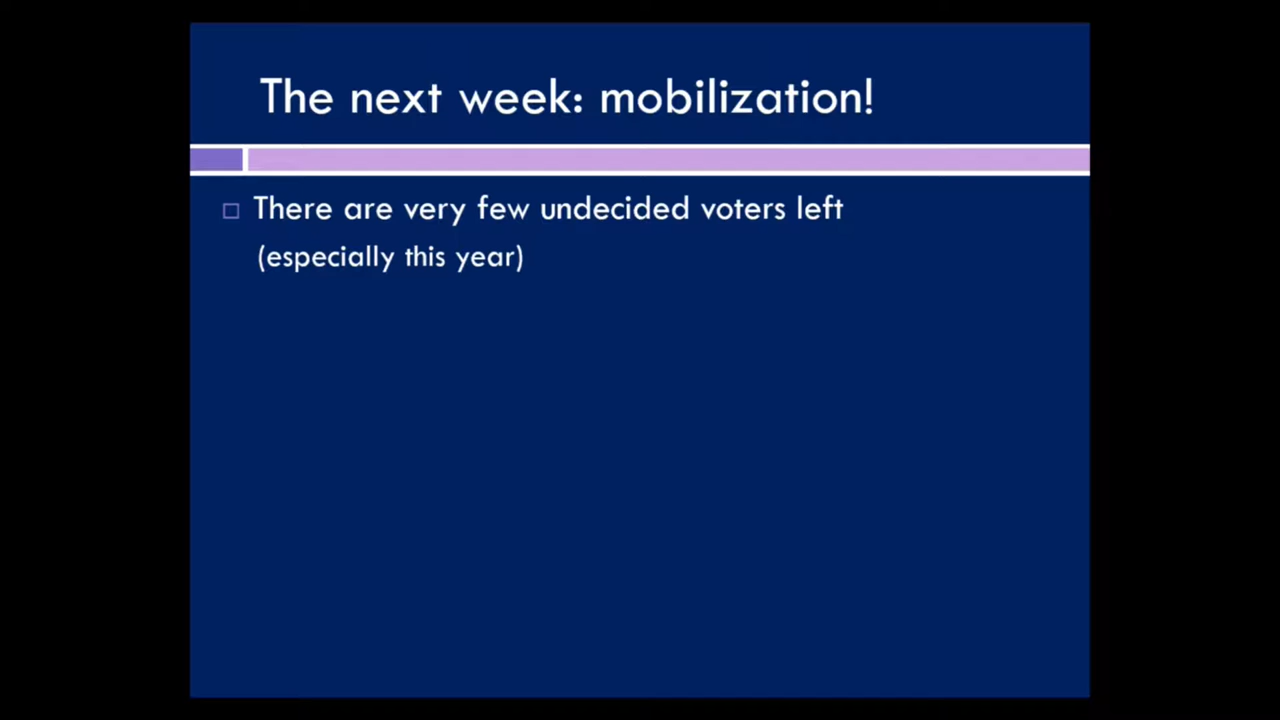 The next week: mobilization!
There are very few undecided voters left
(especially this year)